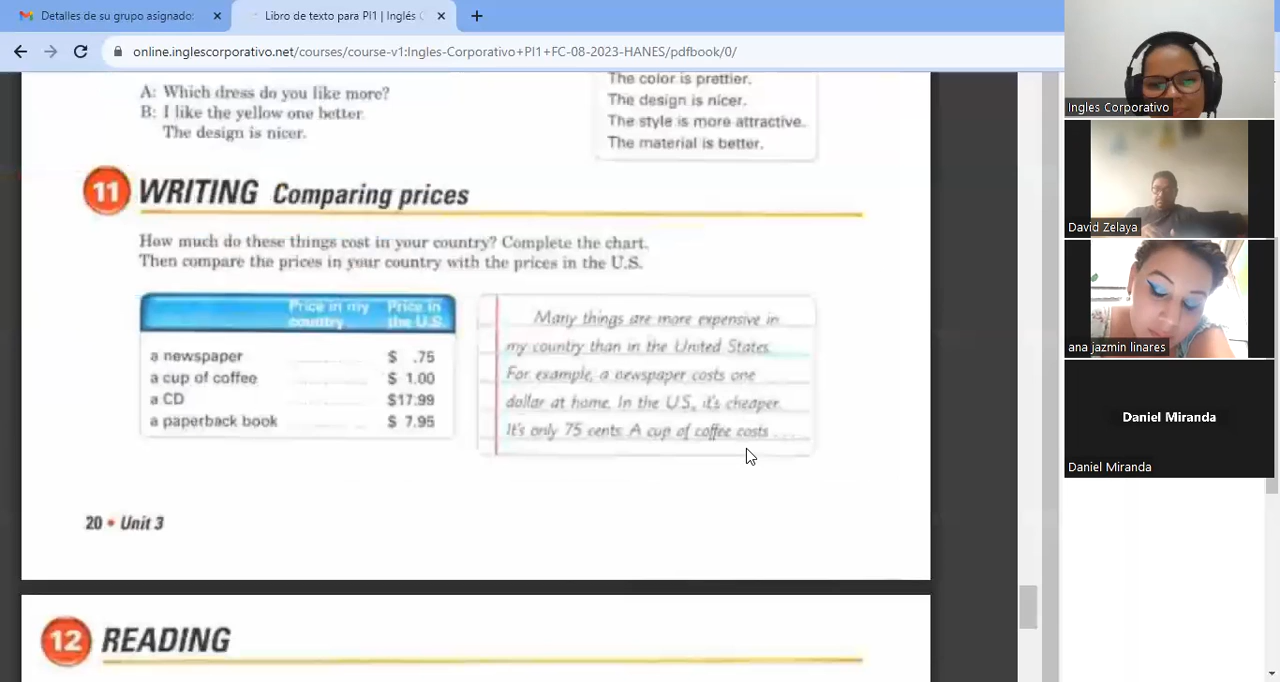 Detalles de su grupo asignado:
Libro de texto para PI1 | Inglés C
online.inglescorporativo.net/courses/course-v1:Ingles-Corporativo+PI1+FC-08-2023-HANES/pdfbook/0/
A: Which dress do you like more?
B: I like the yellow one better.
The design is nicer.
The color is prettier.
The design is nicer.
The style is more attractive.
The material is better.
11 WRITING Comparing prices
How much do these things cost in your country? Complete the chart.
Then compare the prices in your country with the prices in the U.S.
Price in my country Price in the U.S.
a newspaper $ .75
a cup of coffee $ 1.00
a CD $17.99
a paperback book $ 7.95
Many things are more expensive in
my country than in the United States.
For example, a newspaper costs one
dollar at home. In the U.S., it's cheaper.
It's only 75 cents. A cup of coffee costs . . .
20 • Unit 3
12 READING
Ingles Corporativo
David Zelaya
ana jazmin linares
Daniel Miranda
Daniel Miranda